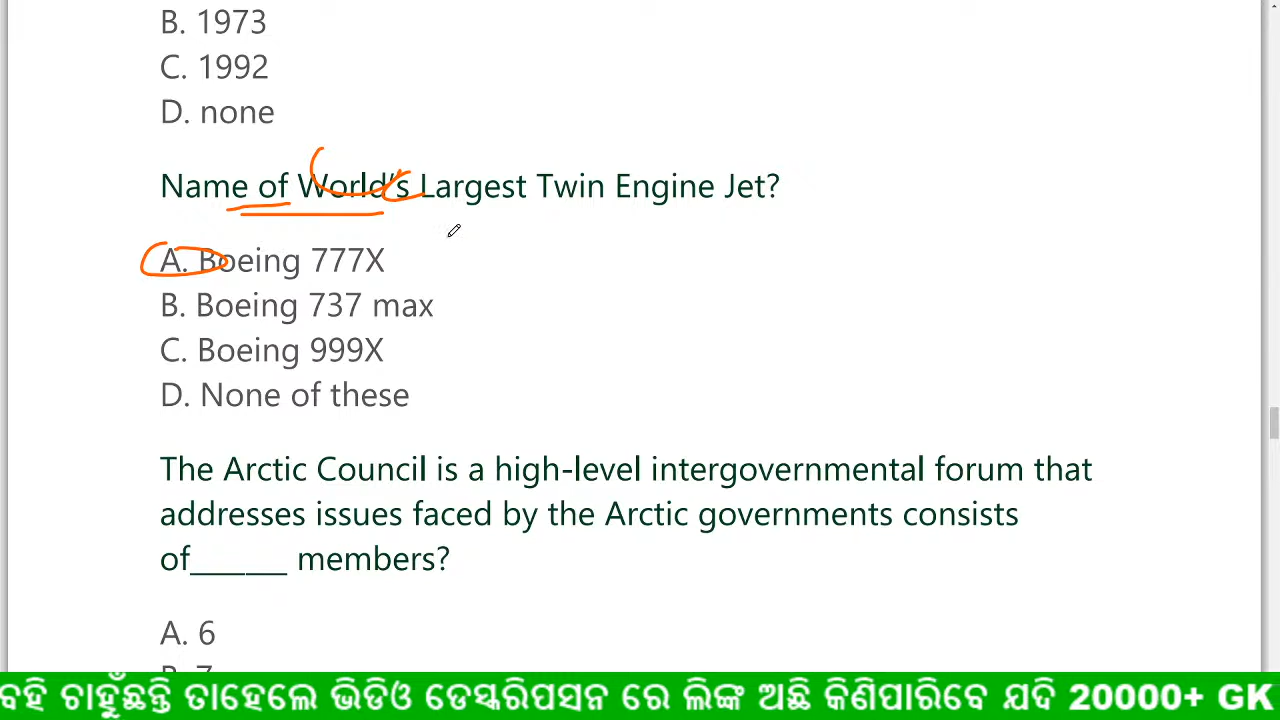 B. 1973
C. 1992
D. none
Name of World's Largest Twin Engine Jet?
A. Boeing 777X
B. Boeing 737 max
C. Boeing 999X
D. None of these
The Arctic Council is a high-level intergovernmental forum that
addresses issues faced by the Arctic governments consists
of______ members?
A. 6
B. 7
ବହି ଚାହୁଁଛନ୍ତି ତାହେଲେ ଭିଡିଓ ଡେସ୍କରିପସନ ରେ ଲିଙ୍କ ଅଛି କିଣିପାରିବେ ଯଦି 20000+ GK